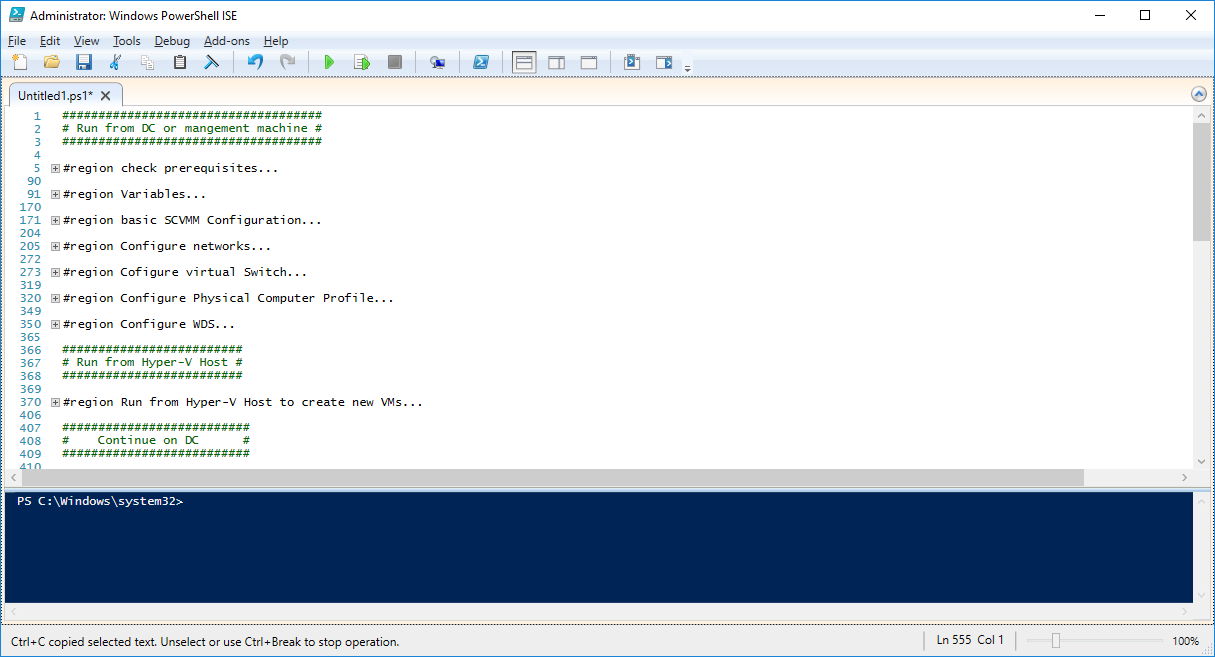 Administrator: Windows PowerShell ISE
File Edit View Tools Debug Add-ons Help
Untitled1.ps1*
1 ####################################
2 # Run from DC or mangement machine #
3 ####################################
4
5 #region check prerequisites...
90
91 #region Variables...
170
171 #region basic SCVMM Configuration...
204
205 #region Configure networks...
272
273 #region Cofigure virtual Switch...
319
320 #region Configure Physical Computer Profile...
349
350 #region Configure WDS...
365
366 #########################
367 # Run from Hyper-V Host #
368 #########################
369
370 #region Run from Hyper-V Host to create new VMs...
406
407 ##########################
408 #    Continue on DC      #
409 ##########################
410
PS C:\Windows\system32>
Ctrl+C copied selected text. Unselect or use Ctrl+Break to stop operation. Ln 555 Col 1 100%